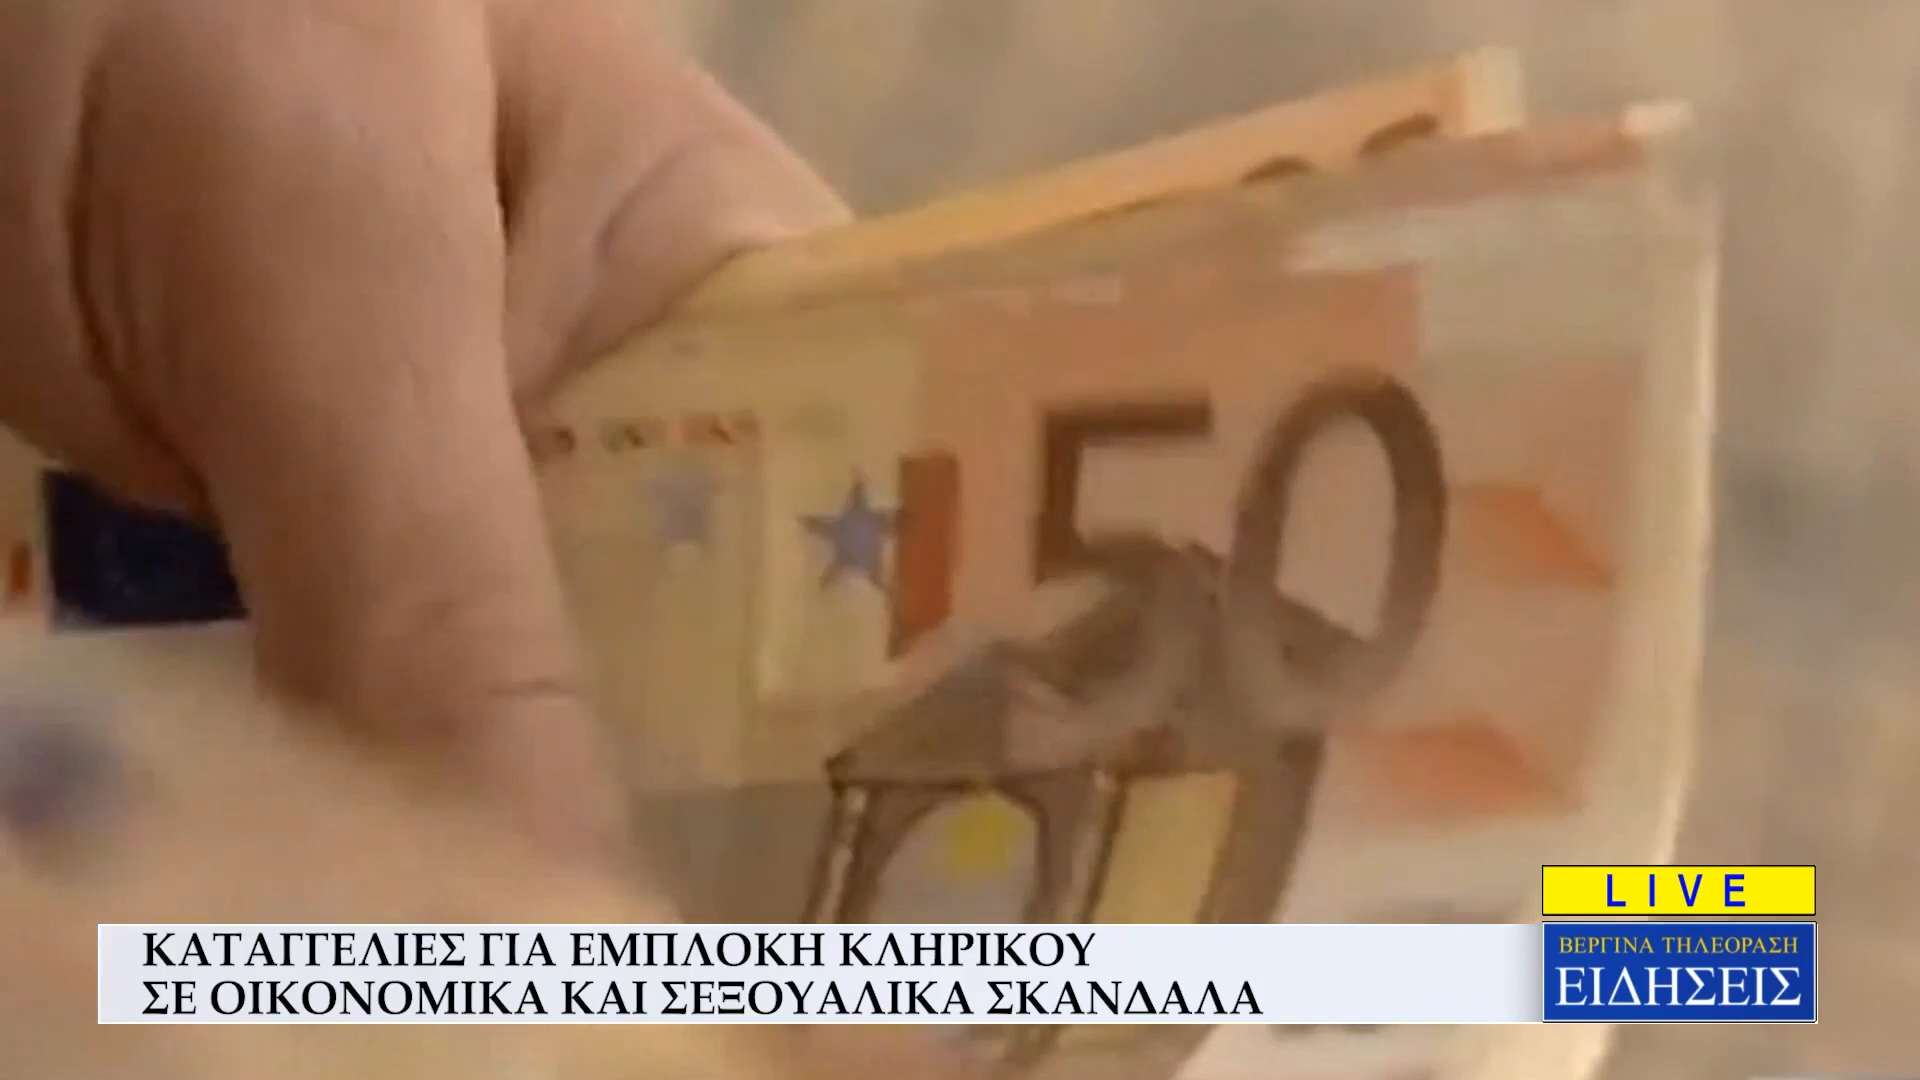 50
LIVE
ΚΑΤΑΓΓΕΛΙΕΣ ΓΙΑ ΕΜΠΛΟΚΗ ΚΛΗΡΙΚΟΥ
ΣΕ ΟΙΚΟΝΟΜΙΚΑ ΚΑΙ ΣΕΞΟΥΑΛΙΚΑ ΣΚΑΝΔΑΛΑ
ΒΕΡΓΙΝΑ ΤΗΛΕΟΡΑΣΗ
ΕΙΔΗΣΕΙΣ